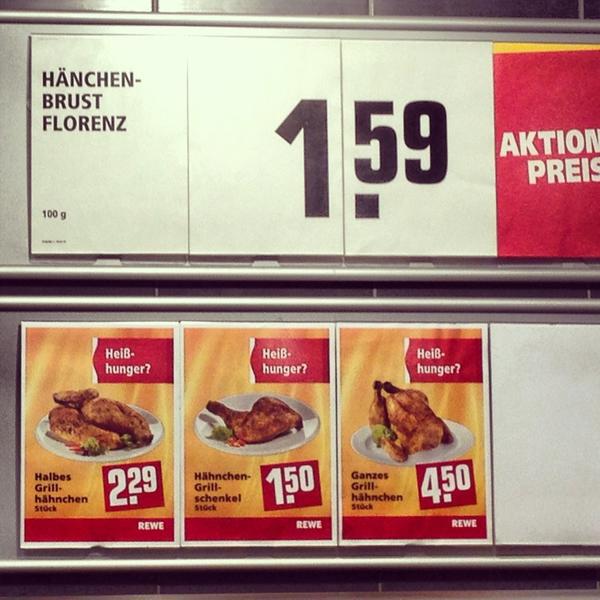 HÄNCHEN-
BRUST
FLORENZ
100 g
1.59
AKTION
PREIS
Heiß-
hunger?
Halbes
Grill-
hähnchen
Stück
2.29
REWE
Heiß-
hunger?
Hähnchen-
Grill-
schenkel
Stück
1.50
REWE
Heiß-
hunger?
Ganzes
Grill-
hähnchen
Stück
4.50
REWE